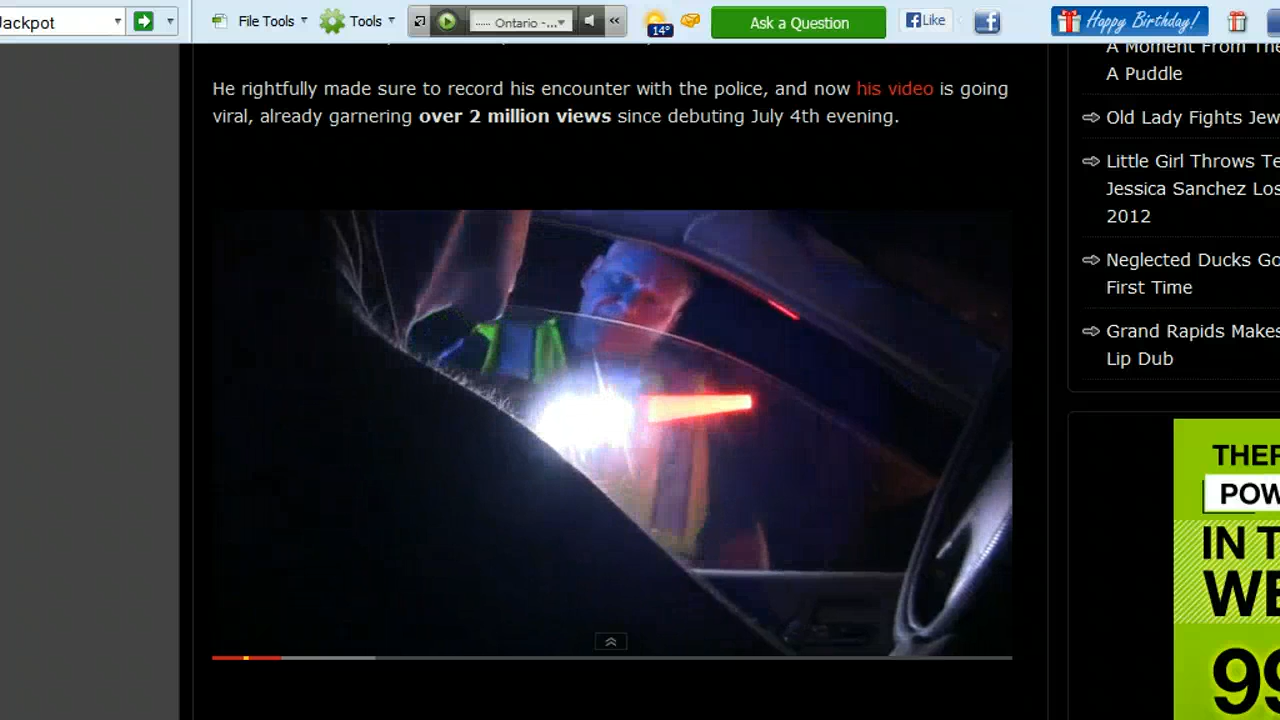 Jackpot
File Tools
Tools
..... Ontario -...
14°
Ask a Question
Like
Happy Birthday!
He rightfully made sure to record his encounter with the police, and now his video is going
viral, already garnering over 2 million views since debuting July 4th evening.
A Moment From The
A Puddle
Old Lady Fights Jew
Little Girl Throws Te
Jessica Sanchez Los
2012
Neglected Ducks Go
First Time
Grand Rapids Makes
Lip Dub
POW
IN T
WE
99